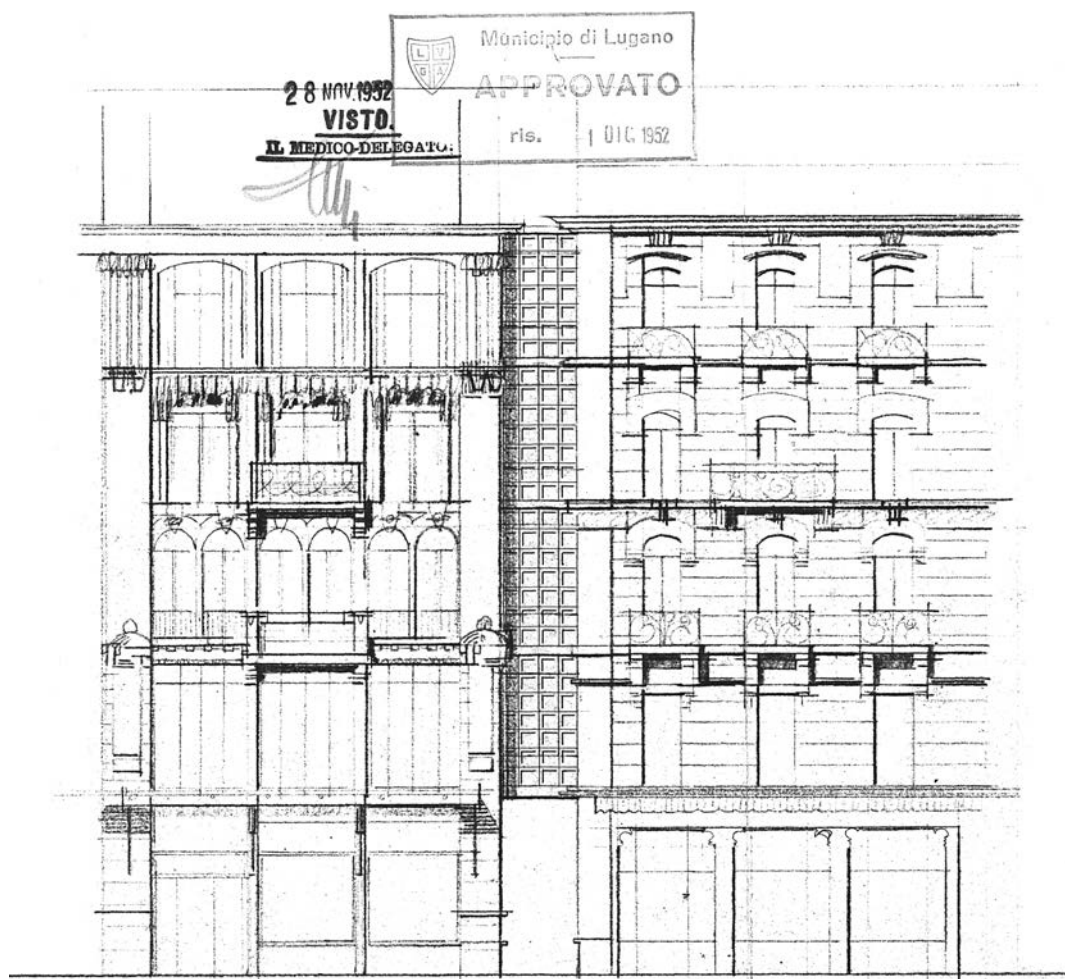 Municipio di Lugano
L V
G A
APPROVATO
ris. 1 DIC 1952
28 NOV. 1952
VISTO.
IL MEDICO-DELEGATO: